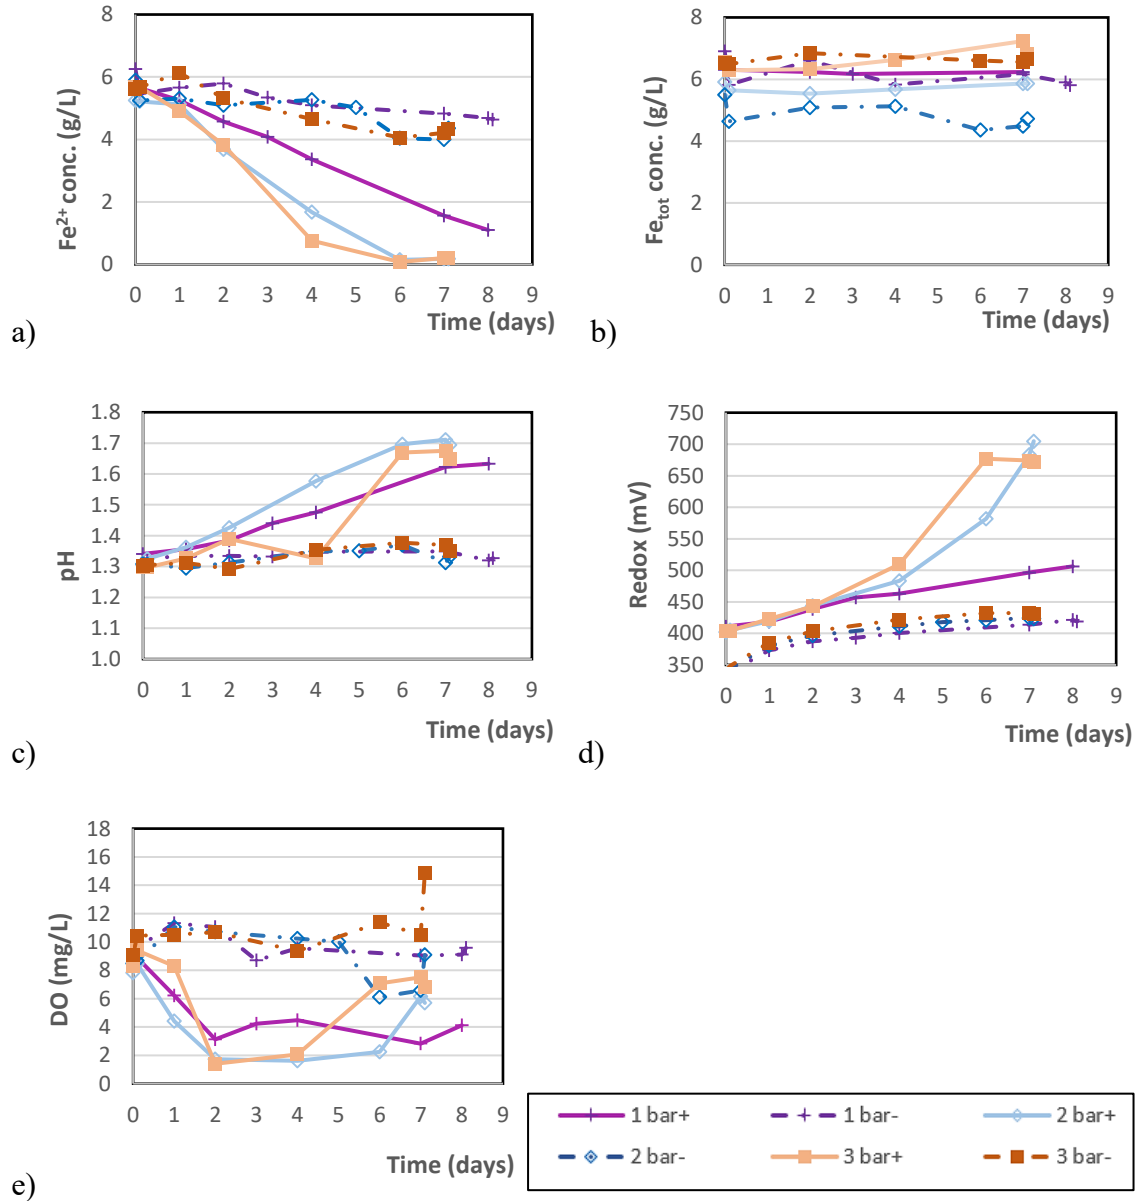 8
6
4
2
0
Fe²⁺ conc. (g/L)
0 1 2 3 4 5 6 7 8 9
Time (days)
a)
8
6
4
2
0
Fe_tot conc. (g/L)
0 1 2 3 4 5 6 7 8 9
Time (days)
b)
1.8
1.7
1.6
1.5
1.4
1.3
1.2
1.1
1.0
pH
0 1 2 3 4 5 6 7 8 9
Time (days)
c)
750
700
650
600
550
500
450
400
350
Redox (mV)
0 1 2 3 4 5 6 7 8 9
Time (days)
d)
18
16
14
12
10
8
6
4
2
0
DO (mg/L)
0 1 2 3 4 5 6 7 8 9
Time (days)
e)
1 bar+ 1 bar- 2 bar+
2 bar- 3 bar+ 3 bar-